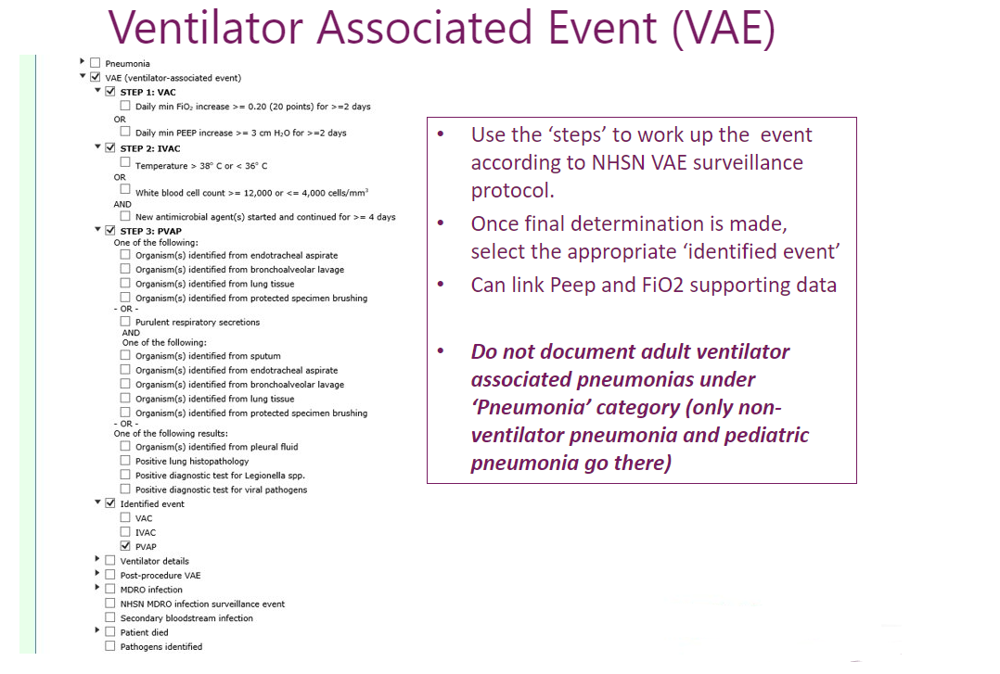 Ventilator Associated Event (VAE)
Pneumonia
VAE (ventilator-associated event)
STEP 1: VAC
Daily min FiO₂ increase >= 0.20 (20 points) for >=2 days
OR
Daily min PEEP increase >= 3 cm H₂O for >=2 days
STEP 2: IVAC
Temperature > 38° C or < 36° C
OR
White blood cell count >= 12,000 or <= 4,000 cells/mm³
AND
New antimicrobial agent(s) started and continued for >= 4 days
STEP 3: PVAP
One of the following:
Organism(s) identified from endotracheal aspirate
Organism(s) identified from bronchoalveolar lavage
Organism(s) identified from lung tissue
Organism(s) identified from protected specimen brushing
- OR -
Purulent respiratory secretions
AND
One of the following:
Organism(s) identified from sputum
Organism(s) identified from endotracheal aspirate
Organism(s) identified from bronchoalveolar lavage
Organism(s) identified from lung tissue
Organism(s) identified from protected specimen brushing
- OR -
One of the following results:
Organism(s) identified from pleural fluid
Positive lung histopathology
Positive diagnostic test for Legionella spp.
Positive diagnostic test for viral pathogens
Identified event
VAC
IVAC
PVAP
Ventilator details
Post-procedure VAE
MDRO infection
NHSN MDRO infection surveillance event
Secondary bloodstream infection
Patient died
Pathogens identified
• Use the ‘steps’ to work up the event
according to NHSN VAE surveillance
protocol.
• Once final determination is made,
select the appropriate ‘identified event’
• Can link Peep and FiO2 supporting data
• Do not document adult ventilator
associated pneumonias under
‘Pneumonia’ category (only non-
ventilator pneumonia and pediatric
pneumonia go there)